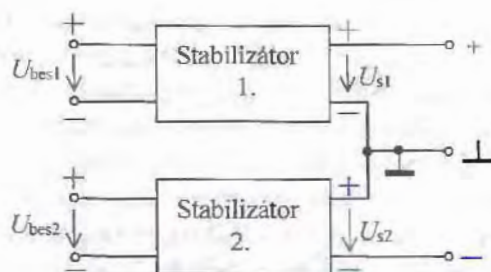 + + +
U_bes1 Stabilizátor U_s1
1.
− −
⊥
+ +
U_bes2 Stabilizátor U_s2
2.
− − −